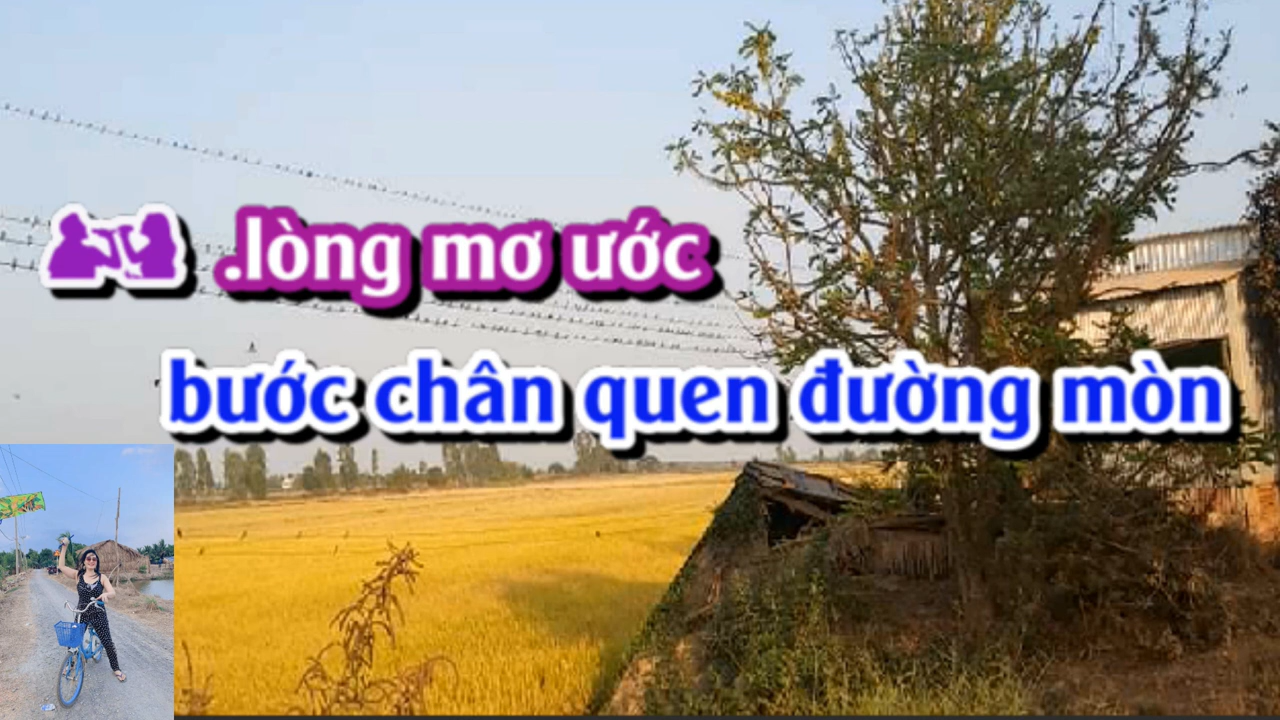 .lòng mơ ước
bước chân quen đường mòn